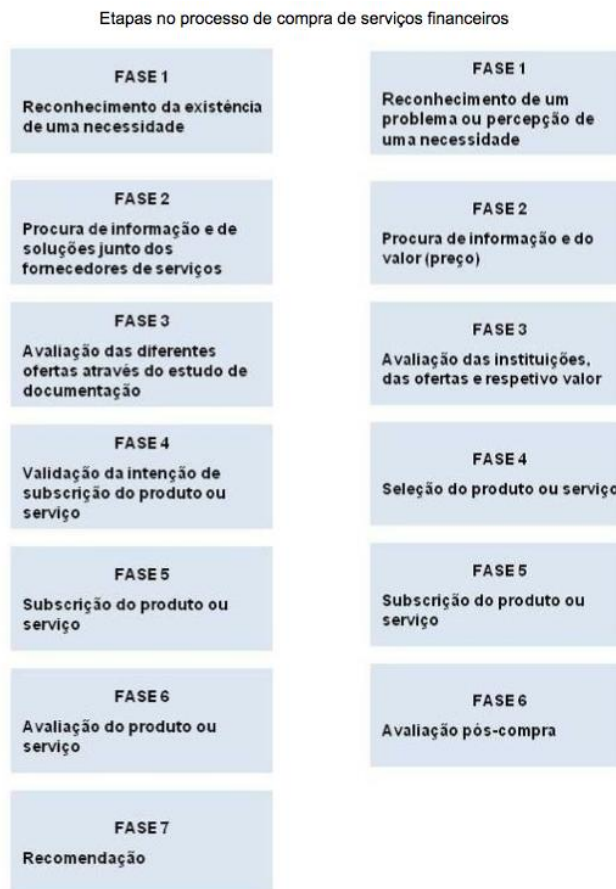 Etapas no processo de compra de serviços financeiros
FASE 1
Reconhecimento da existência
de uma necessidade
FASE 2
Procura de informação e de
soluções junto dos
fornecedores de serviços
FASE 3
Avaliação das diferentes
ofertas através do estudo de
documentação
FASE 4
Validação da intenção de
subscrição do produto ou
serviço
FASE 5
Subscrição do produto ou
serviço
FASE 6
Avaliação do produto ou
serviço
FASE 7
Recomendação
FASE 1
Reconhecimento de um
problema ou percepção de
uma necessidade
FASE 2
Procura de informação e do
valor (preço)
FASE 3
Avaliação das instituições,
das ofertas e respetivo valor
FASE 4
Seleção do produto ou serviço
FASE 5
Subscrição do produto ou
serviço
FASE 6
Avaliação pós-compra